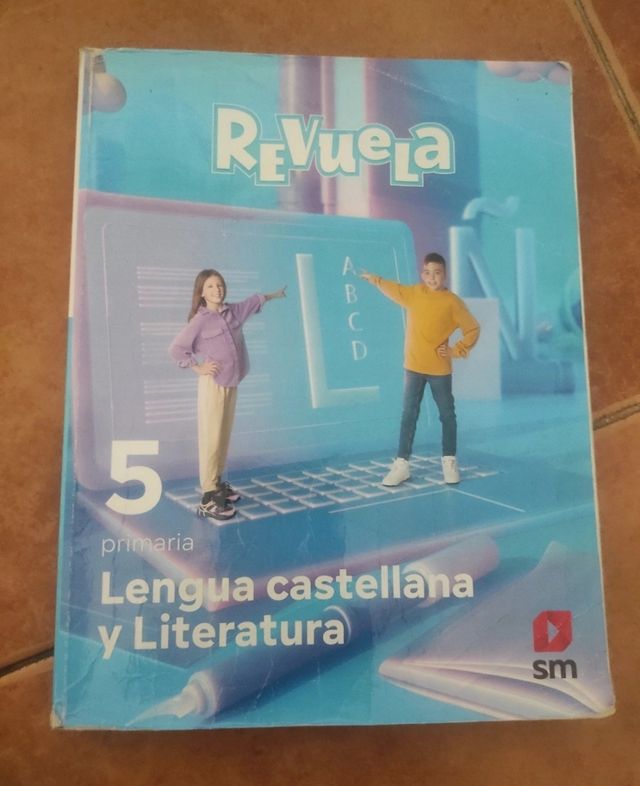 ReVueLa
L
A
B
C
D
Ñ
5
primaria
Lengua castellana
y Literatura
sm